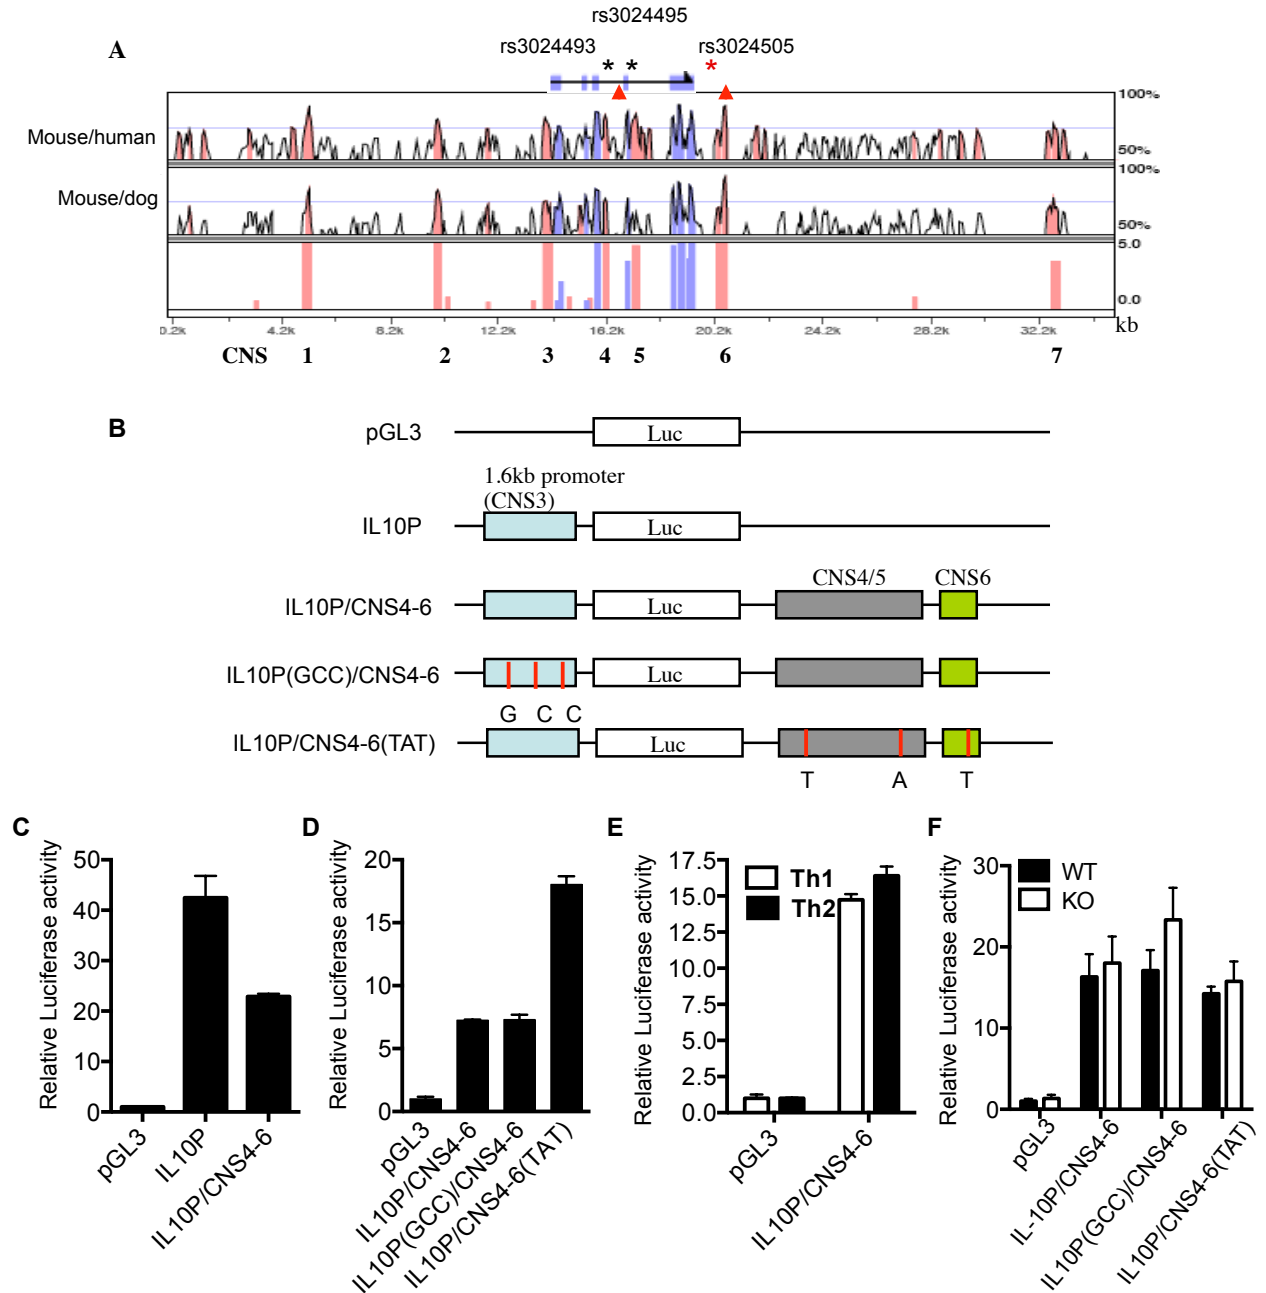 rs3024495
A
rs3024493
rs3024505
* *
*
100%
Mouse/human
50%
100%
Mouse/dog
50%
5.0
0.0
0.2k 4.2k 8.2k 12.2k 16.2k 20.2k 24.2k 28.2k 32.2k kb
CNS 1 2 3 4 5 6 7
B
pGL3 Luc
1.6kb promoter
(CNS3)
IL10P Luc
CNS4/5 CNS6
IL10P/CNS4-6 Luc
IL10P(GCC)/CNS4-6 Luc
G C C
IL10P/CNS4-6(TAT) Luc
T A T
C
Relative Luciferase activity
50
40
30
20
10
0
pGL3
IL10P
IL10P/CNS4-6
D
Relative Luciferase activity
20
15
10
5
0
pGL3
IL10P/CNS4-6
IL10P(GCC)/CNS4-6
IL10P/CNS4-6(TAT)
E
Relative Luciferase activity
17.5
15.0
12.5
10.0
7.5
5.0
2.5
0.0
Th1
Th2
pGL3
IL10P/CNS4-6
F
Relative Luciferase activity
30
20
10
0
WT
KO
pGL3
IL-10P/CNS4-6
IL10P(GCC)/CNS4-6
IL10P/CNS4-6(TAT)